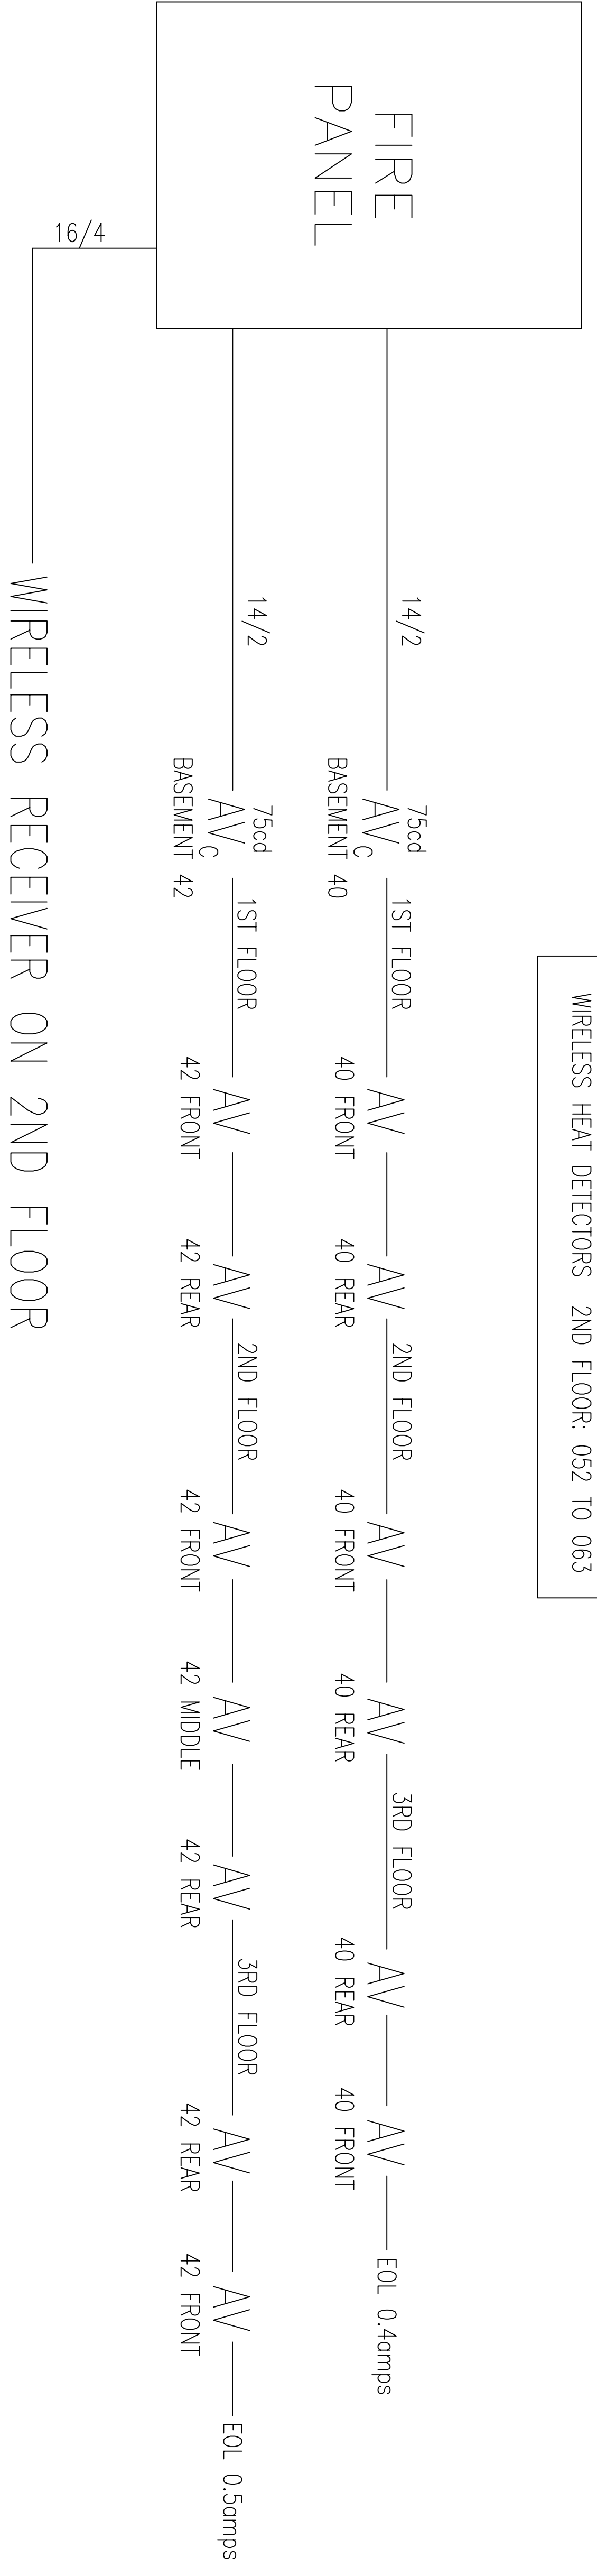 WIRELESS HEAT DETECTORS 2ND FLOOR: 052 TO 063
FIRE
PANEL
14/2
75cd
AV
C
BASEMENT 40
1ST FLOOR
AV
40 FRONT
AV
40 REAR
2ND FLOOR
AV
40 FRONT
AV
40 REAR
3RD FLOOR
AV
40 REAR
AV
40 FRONT
EOL 0.4amps
14/2
75cd
AV
C
BASEMENT 42
1ST FLOOR
AV
42 FRONT
AV
42 REAR
2ND FLOOR
AV
42 FRONT
AV
42 MIDDLE
AV
42 REAR
3RD FLOOR
AV
42 REAR
AV
42 FRONT
EOL 0.5amps
16/4
WIRELESS RECEIVER ON 2ND FLOOR